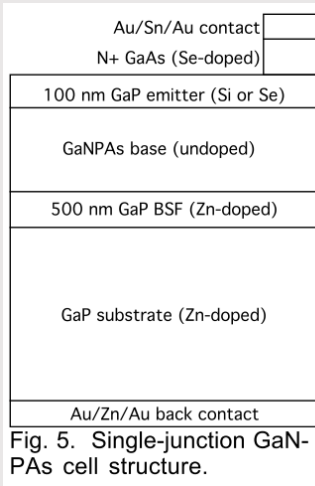 Au/Sn/Au contact
N+ GaAs (Se-doped)
100 nm GaP emitter (Si or Se)
GaNPAs base (undoped)
500 nm GaP BSF (Zn-doped)
GaP substrate (Zn-doped)
Au/Zn/Au back contact
Fig. 5. Single-junction GaN-
PAs cell structure.